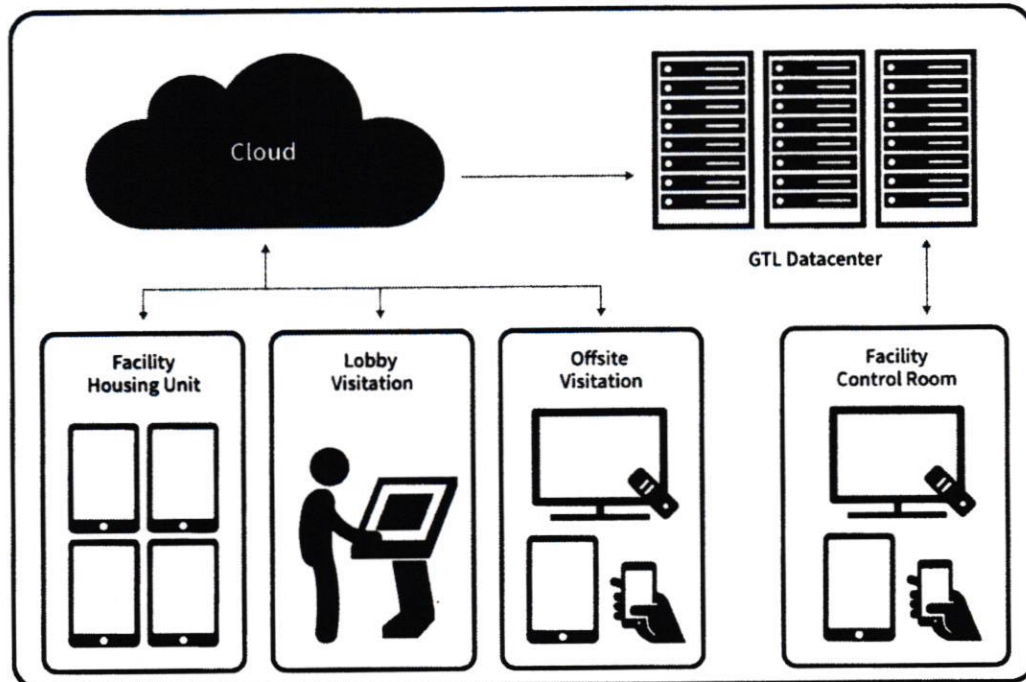 Cloud
GTL Datacenter
Facility
Housing Unit
Lobby
Visitation
Offsite
Visitation
Facility
Control Room